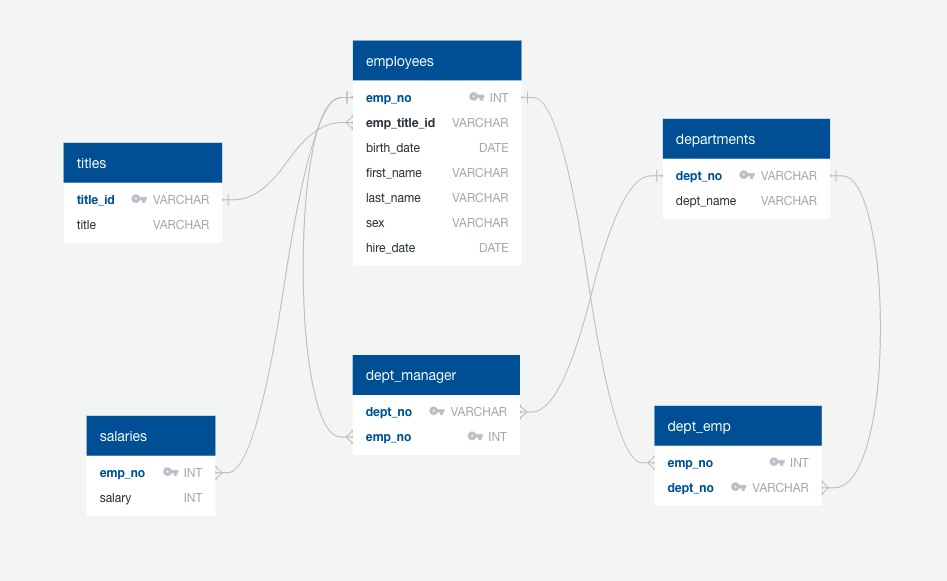 employees
emp_no INT
emp_title_id VARCHAR
birth_date DATE
first_name VARCHAR
last_name VARCHAR
sex VARCHAR
hire_date DATE
departments
dept_no VARCHAR
dept_name VARCHAR
titles
title_id VARCHAR
title VARCHAR
dept_manager
dept_no VARCHAR
emp_no INT
dept_emp
emp_no INT
dept_no VARCHAR
salaries
emp_no INT
salary INT